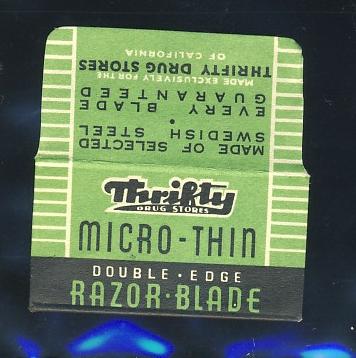 Thrifty
DRUG STORES
MICRO-THIN
DOUBLE·EDGE
RAZOR·BLADE
MADE OF SELECTED
SWEDISH STEEL
•
EVERY BLADE
GUARANTEED
MADE EXCLUSIVELY FOR THE
THRIFTY DRUG STORES
OF CALIFORNIA